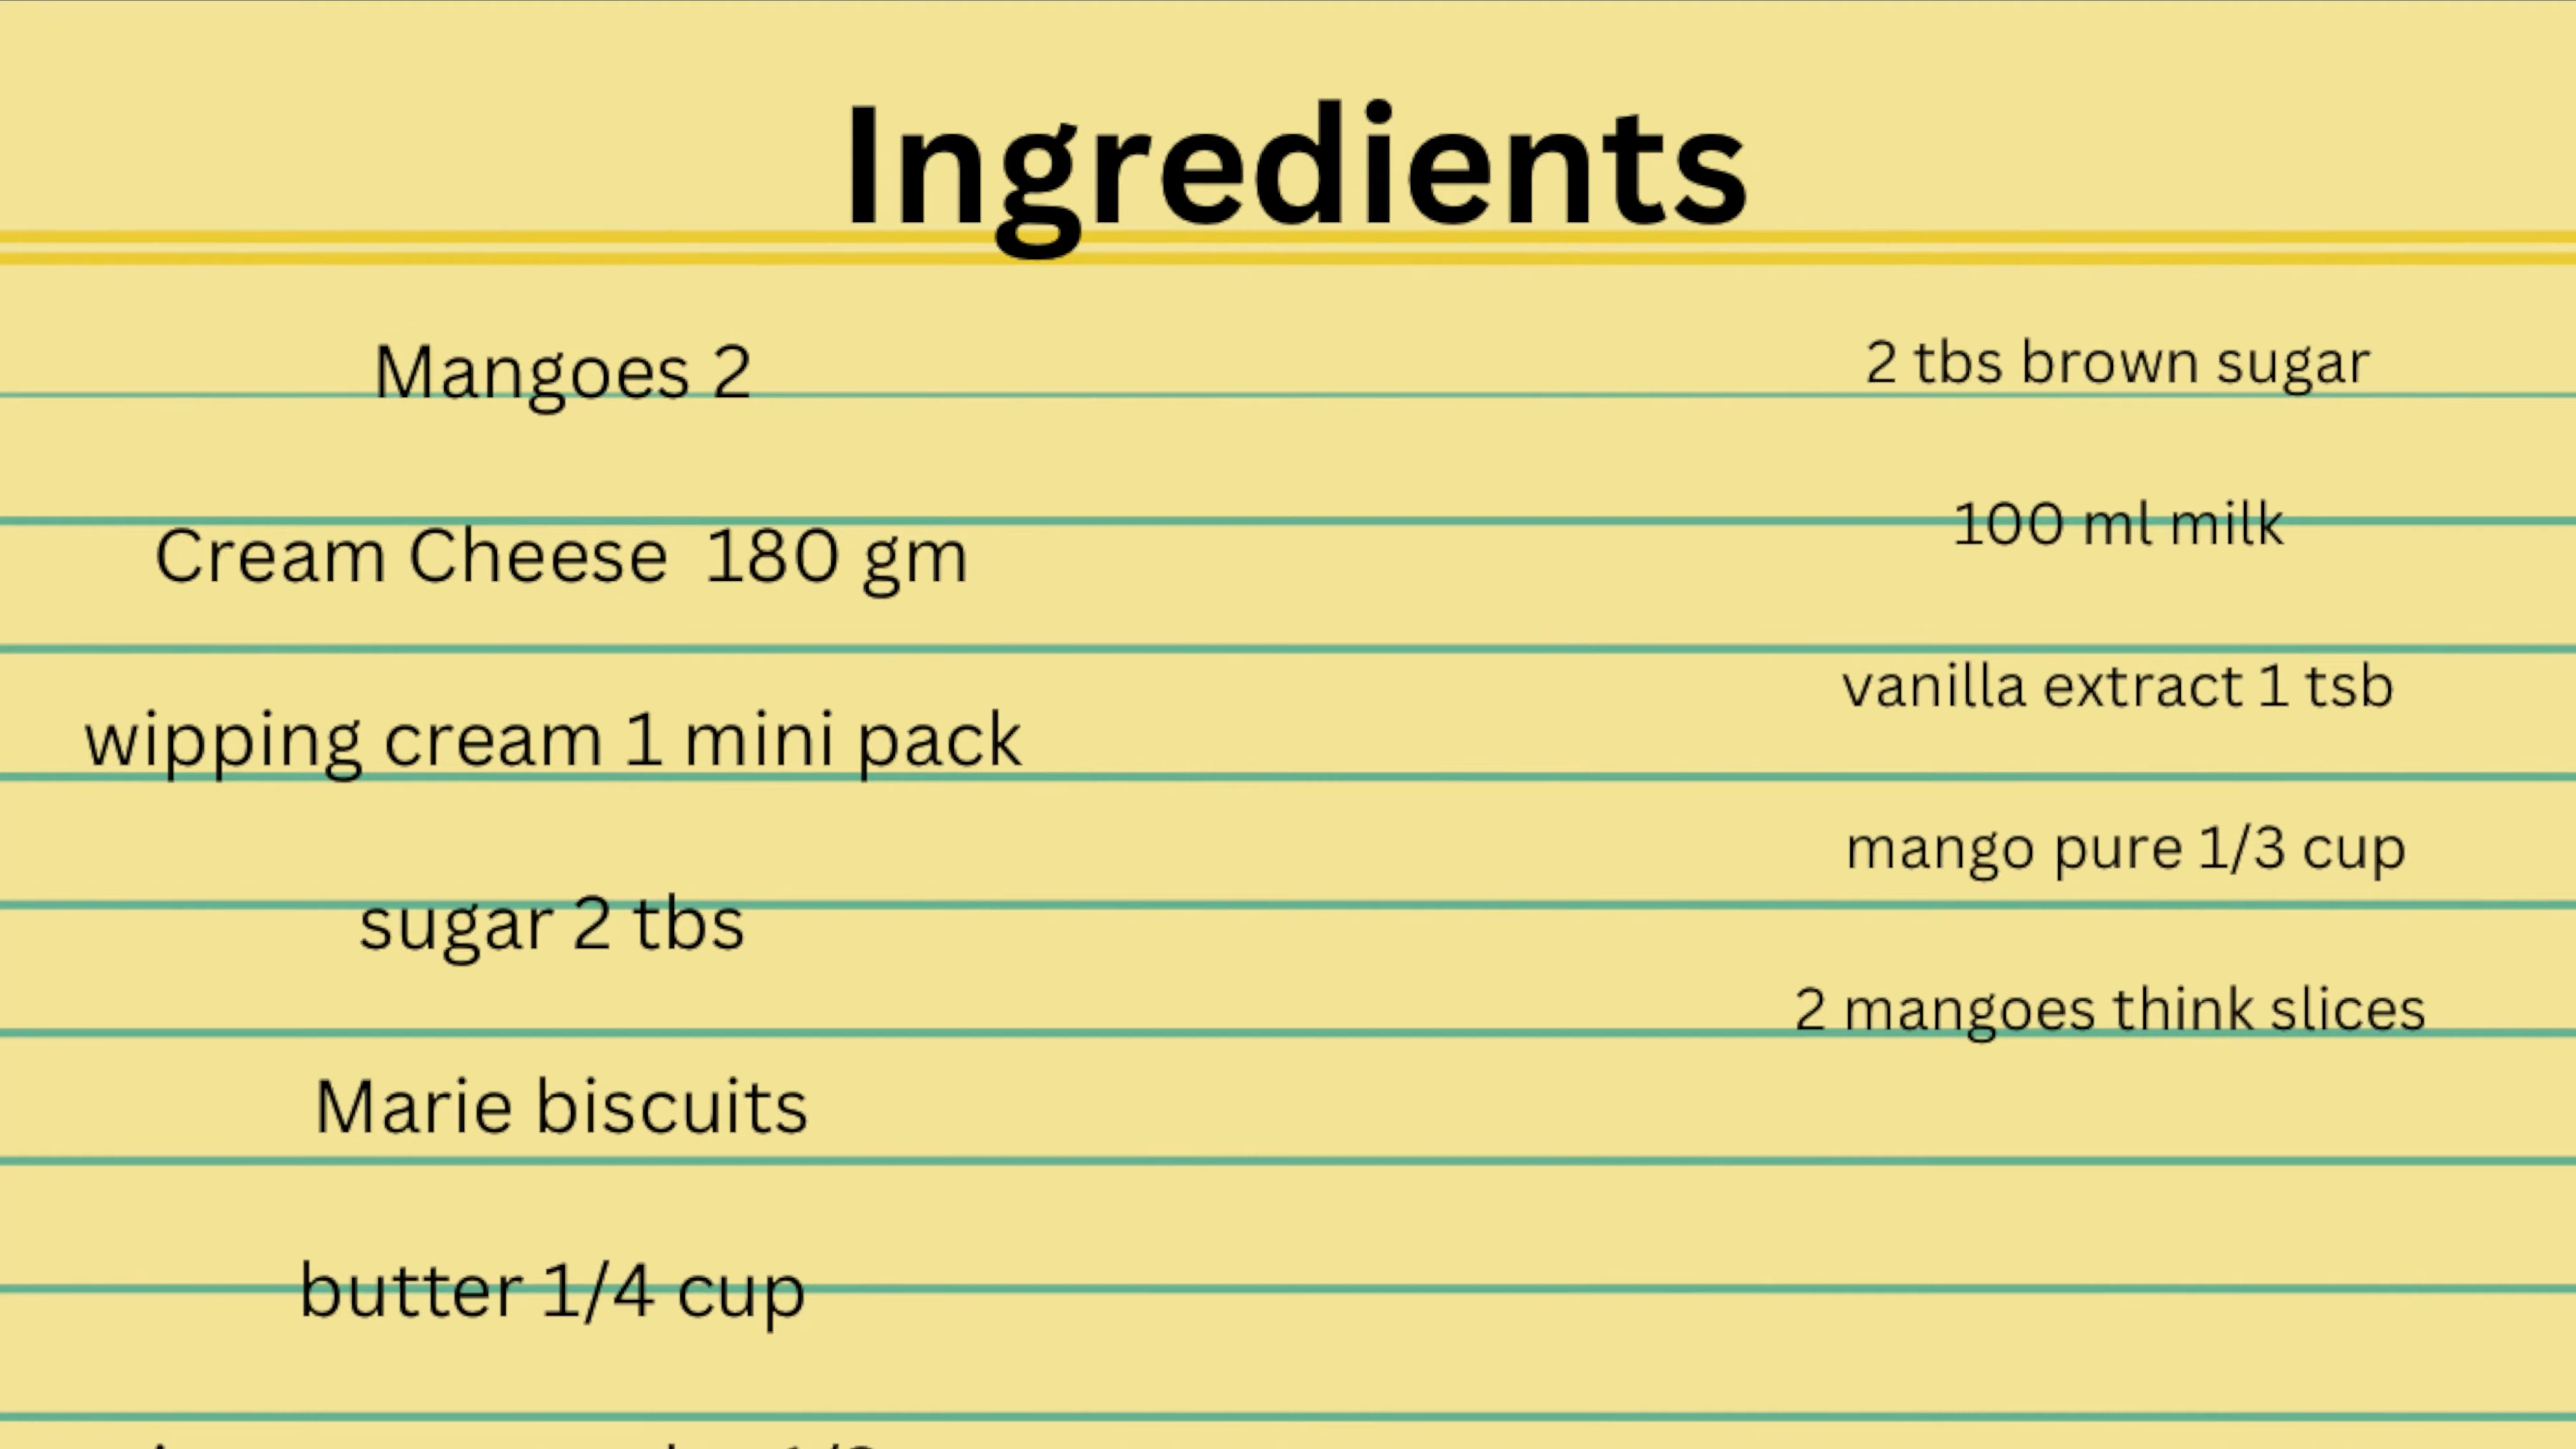 Ingredients
Mangoes 2
Cream Cheese 180 gm
wipping cream 1 mini pack
sugar 2 tbs
Marie biscuits
butter 1/4 cup
2 tbs brown sugar
100 ml milk
vanilla extract 1 tsb
mango pure 1/3 cup
2 mangoes think slices